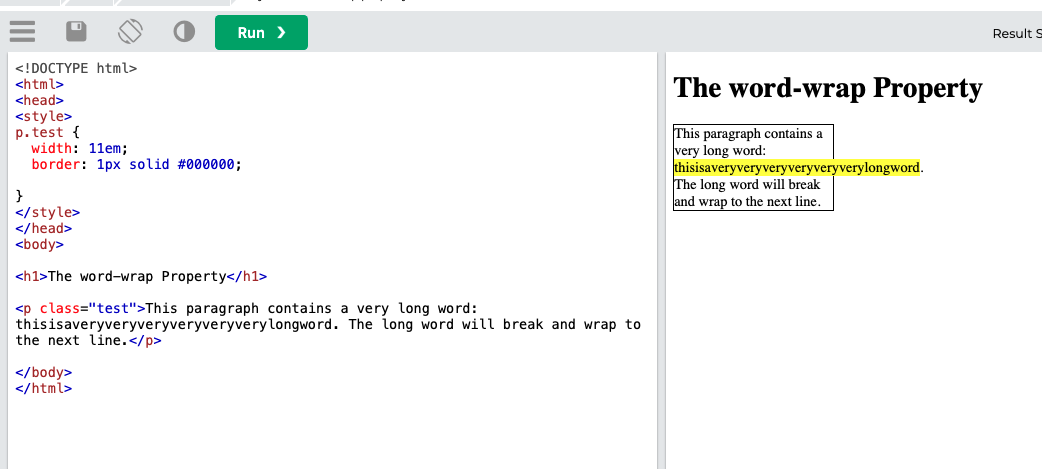 Run ❯
Result S
<!DOCTYPE html>
<html>
<head>
<style>
p.test {
  width: 11em;
  border: 1px solid #000000;
}
</style>
</head>
<body>
<h1>The word-wrap Property</h1>
<p class="test">This paragraph contains a very long word:
thisisaveryveryveryveryveryverylongword. The long word will break and wrap to
the next line.</p>
</body>
</html>
The word-wrap Property
This paragraph contains a
very long word:
thisisaveryveryveryveryveryverylongword.
The long word will break
and wrap to the next line.